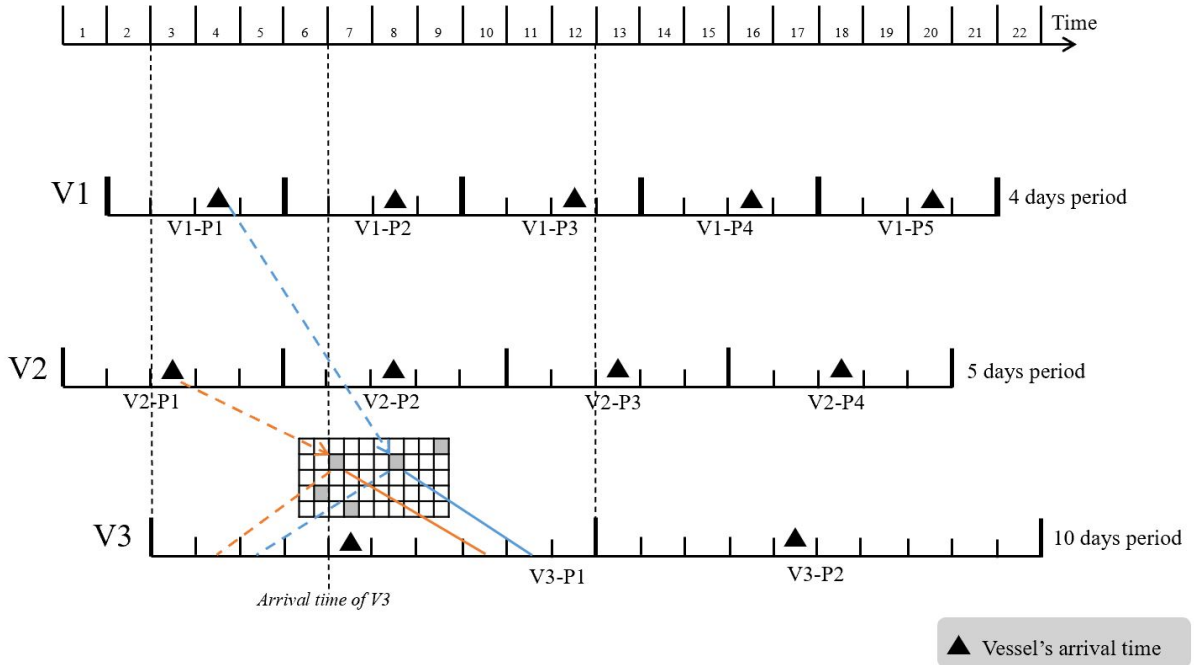 1 2 3 4 5 6 7 8 9 10 11 12 13 14 15 16 17 18 19 20 21 22 Time
V1 4 days period
V1-P1 V1-P2 V1-P3 V1-P4 V1-P5
V2 5 days period
V2-P1 V2-P2 V2-P3 V2-P4
V3 10 days period
V3-P1 V3-P2
Arrival time of V3
Vessel's arrival time